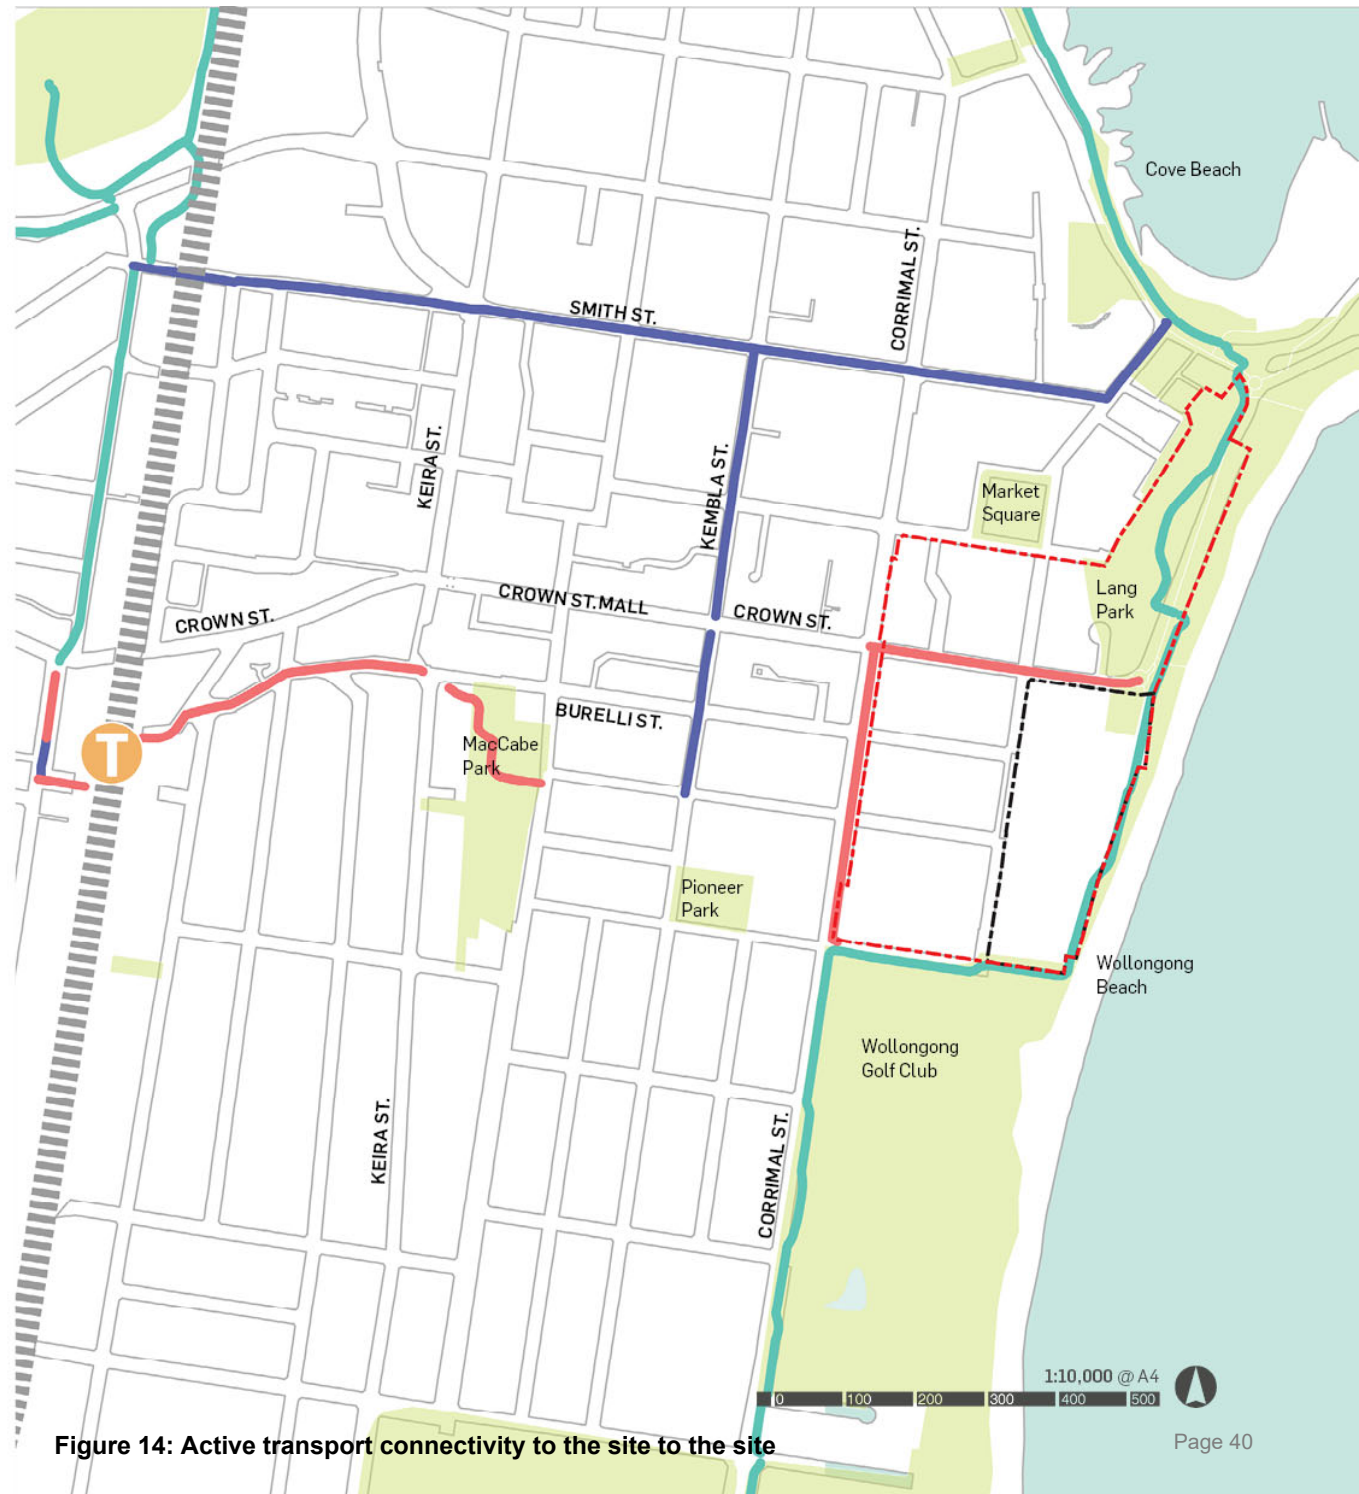 Cove Beach
CORRIMAL ST.
SMITH ST.
KEIRA ST.
KEMBLA ST.
Market
Square
CROWN ST. MALL
CROWN ST.
CROWN ST.
Lang
Park
BURELLI ST.
T
MacCabe
Park
Pioneer
Park
Wollongong
Beach
Wollongong
Golf Club
KEIRA ST.
CORRIMAL ST.
1:10,000 @ A4
0 100 200 300 400 500
Figure 14: Active transport connectivity to the site to the site
Page 40